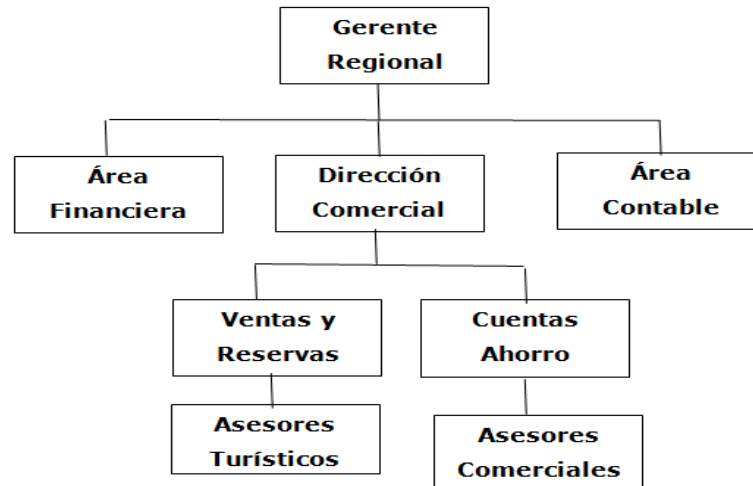 Gerente
Regional
Área
Financiera
Dirección
Comercial
Área
Contable
Ventas y
Reservas
Cuentas
Ahorro
Asesores
Turísticos
Asesores
Comerciales